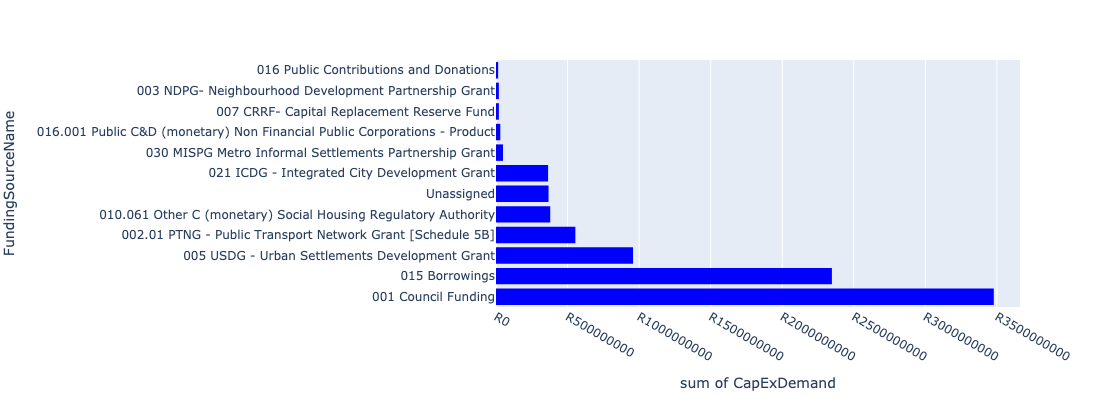 016 Public Contributions and Donations
003 NDPG- Neighbourhood Development Partnership Grant
007 CRRF- Capital Replacement Reserve Fund
016.001 Public C&D (monetary) Non Financial Public Corporations - Product
030 MISPG Metro Informal Settlements Partnership Grant
021 ICDG - Integrated City Development Grant
Unassigned
010.061 Other C (monetary) Social Housing Regulatory Authority
002.01 PTNG - Public Transport Network Grant [Schedule 5B]
005 USDG - Urban Settlements Development Grant
015 Borrowings
001 Council Funding
FundingSourceName
R0
R500000000
R1000000000
R1500000000
R2000000000
R2500000000
R3000000000
R3500000000
sum of CapExDemand